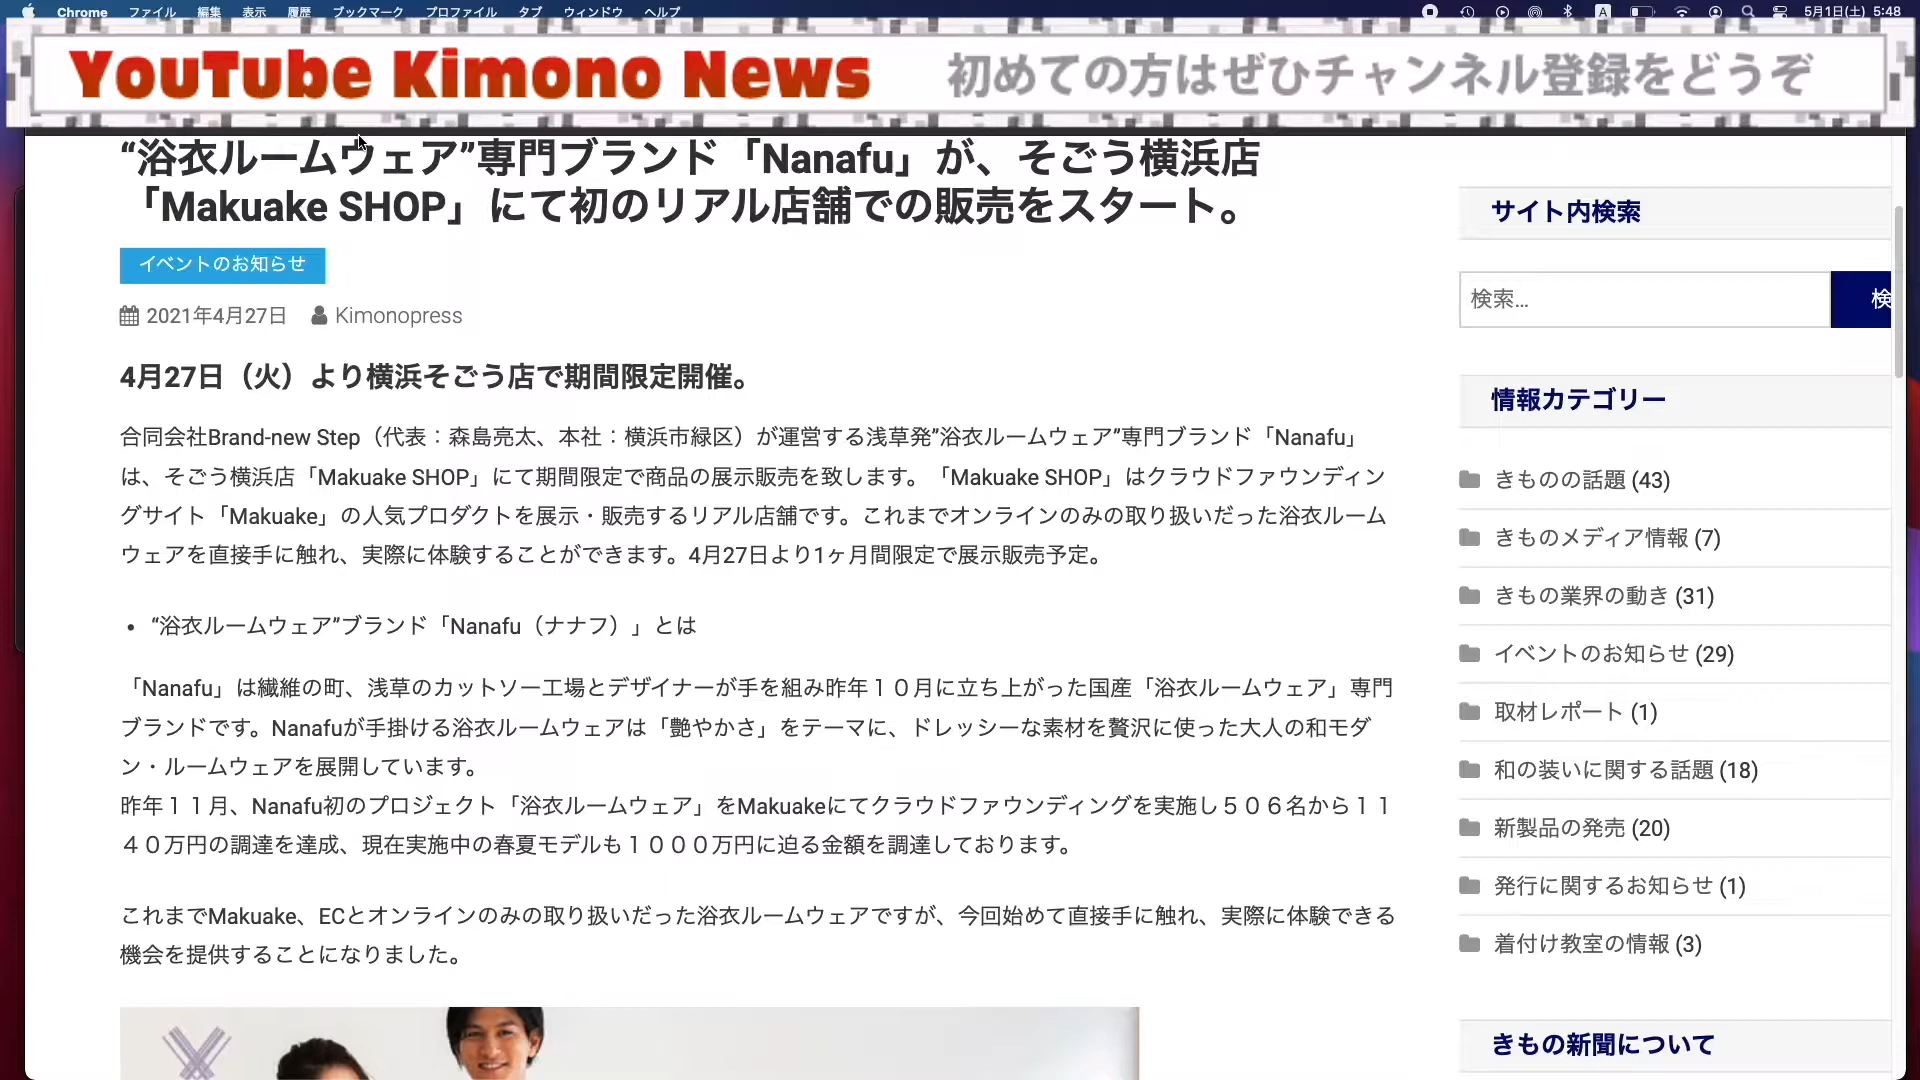 Chrome ファイル 編集 表示 履歴 ブックマーク プロファイル タブ ウィンドウ ヘルプ A 5月1日(土) 5:48
YouTube Kimono News 初めての方はぜひチャンネル登録をどうぞ
“浴衣ルームウェア”専門ブランド「Nanafu」が、そごう横浜店
「Makuake SHOP」にて初のリアル店舗での販売をスタート。
イベントのお知らせ
2021年4月27日 Kimonopress
4月27日（火）より横浜そごう店で期間限定開催。
合同会社Brand-new Step（代表：森島亮太、本社：横浜市緑区）が運営する浅草発”浴衣ルームウェア”専門ブランド「Nanafu」
は、そごう横浜店「Makuake SHOP」にて期間限定で商品の展示販売を致します。「Makuake SHOP」はクラウドファウンディン
グサイト「Makuake」の人気プロダクトを展示・販売するリアル店舗です。これまでオンラインのみの取り扱いだった浴衣ルーム
ウェアを直接手に触れ、実際に体験することができます。4月27日より1ヶ月間限定で展示販売予定。
• “浴衣ルームウェア”ブランド「Nanafu（ナナフ）」とは
「Nanafu」は繊維の町、浅草のカットソー工場とデザイナーが手を組み昨年１０月に立ち上がった国産「浴衣ルームウェア」専門
ブランドです。Nanafuが手掛ける浴衣ルームウェアは「艶やかさ」をテーマに、ドレッシーな素材を贅沢に使った大人の和モダ
ン・ルームウェアを展開しています。
昨年１１月、Nanafu初のプロジェクト「浴衣ルームウェア」をMakuakeにてクラウドファウンディングを実施し５０６名から１１
４０万円の調達を達成、現在実施中の春夏モデルも１０００万円に迫る金額を調達しております。
これまでMakuake、ECとオンラインのみの取り扱いだった浴衣ルームウェアですが、今回始めて直接手に触れ、実際に体験できる
機会を提供することになりました。
サイト内検索
検索... 検
情報カテゴリー
きものの話題 (43)
きものメディア情報 (7)
きもの業界の動き (31)
イベントのお知らせ (29)
取材レポート (1)
和の装いに関する話題 (18)
新製品の発売 (20)
発行に関するお知らせ (1)
着付け教室の情報 (3)
きもの新聞について